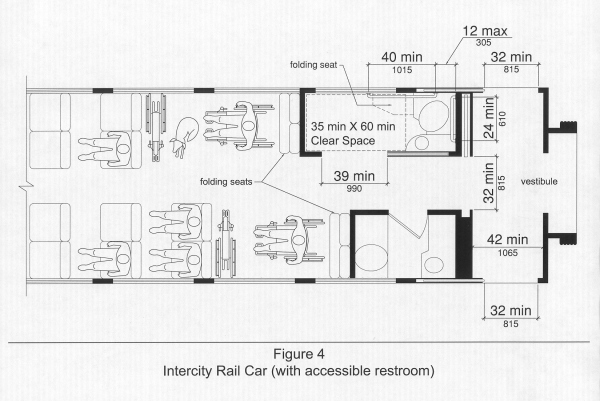 12 max
305
40 min
1015
32 min
815
folding seat
24 min
610
35 min X 60 min
Clear Space
39 min
990
folding seats
32 min
815
vestibule
42 min
1065
32 min
815
Figure 4
Intercity Rail Car (with accessible restroom)